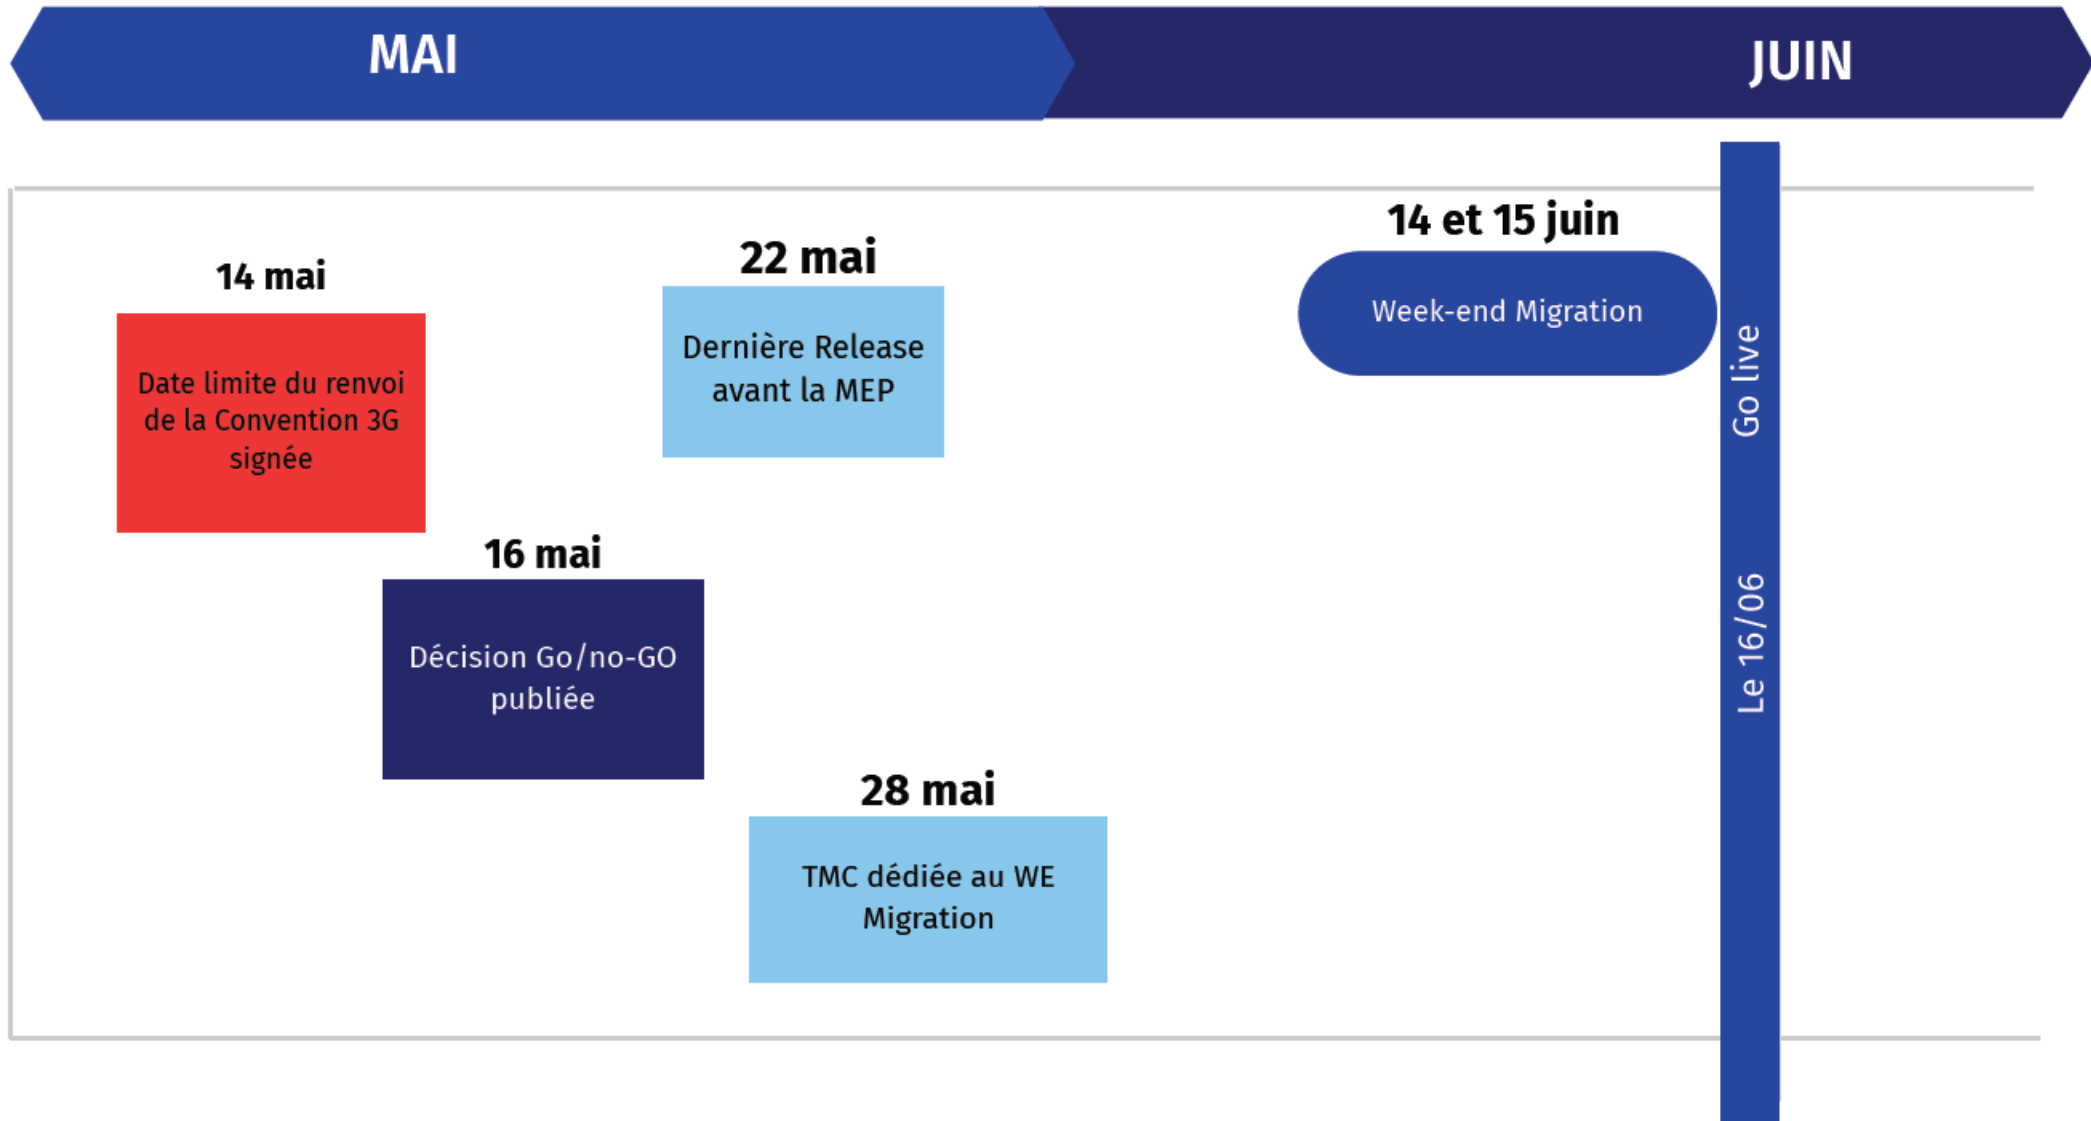 MAI
JUIN
14 mai
Date limite du renvoi
de la Convention 3G
signée
16 mai
Décision Go/no-GO
publiée
22 mai
Dernière Release
avant la MEP
28 mai
TMC dédiée au WE
Migration
14 et 15 juin
Week-end Migration
Le 16/06 Go live